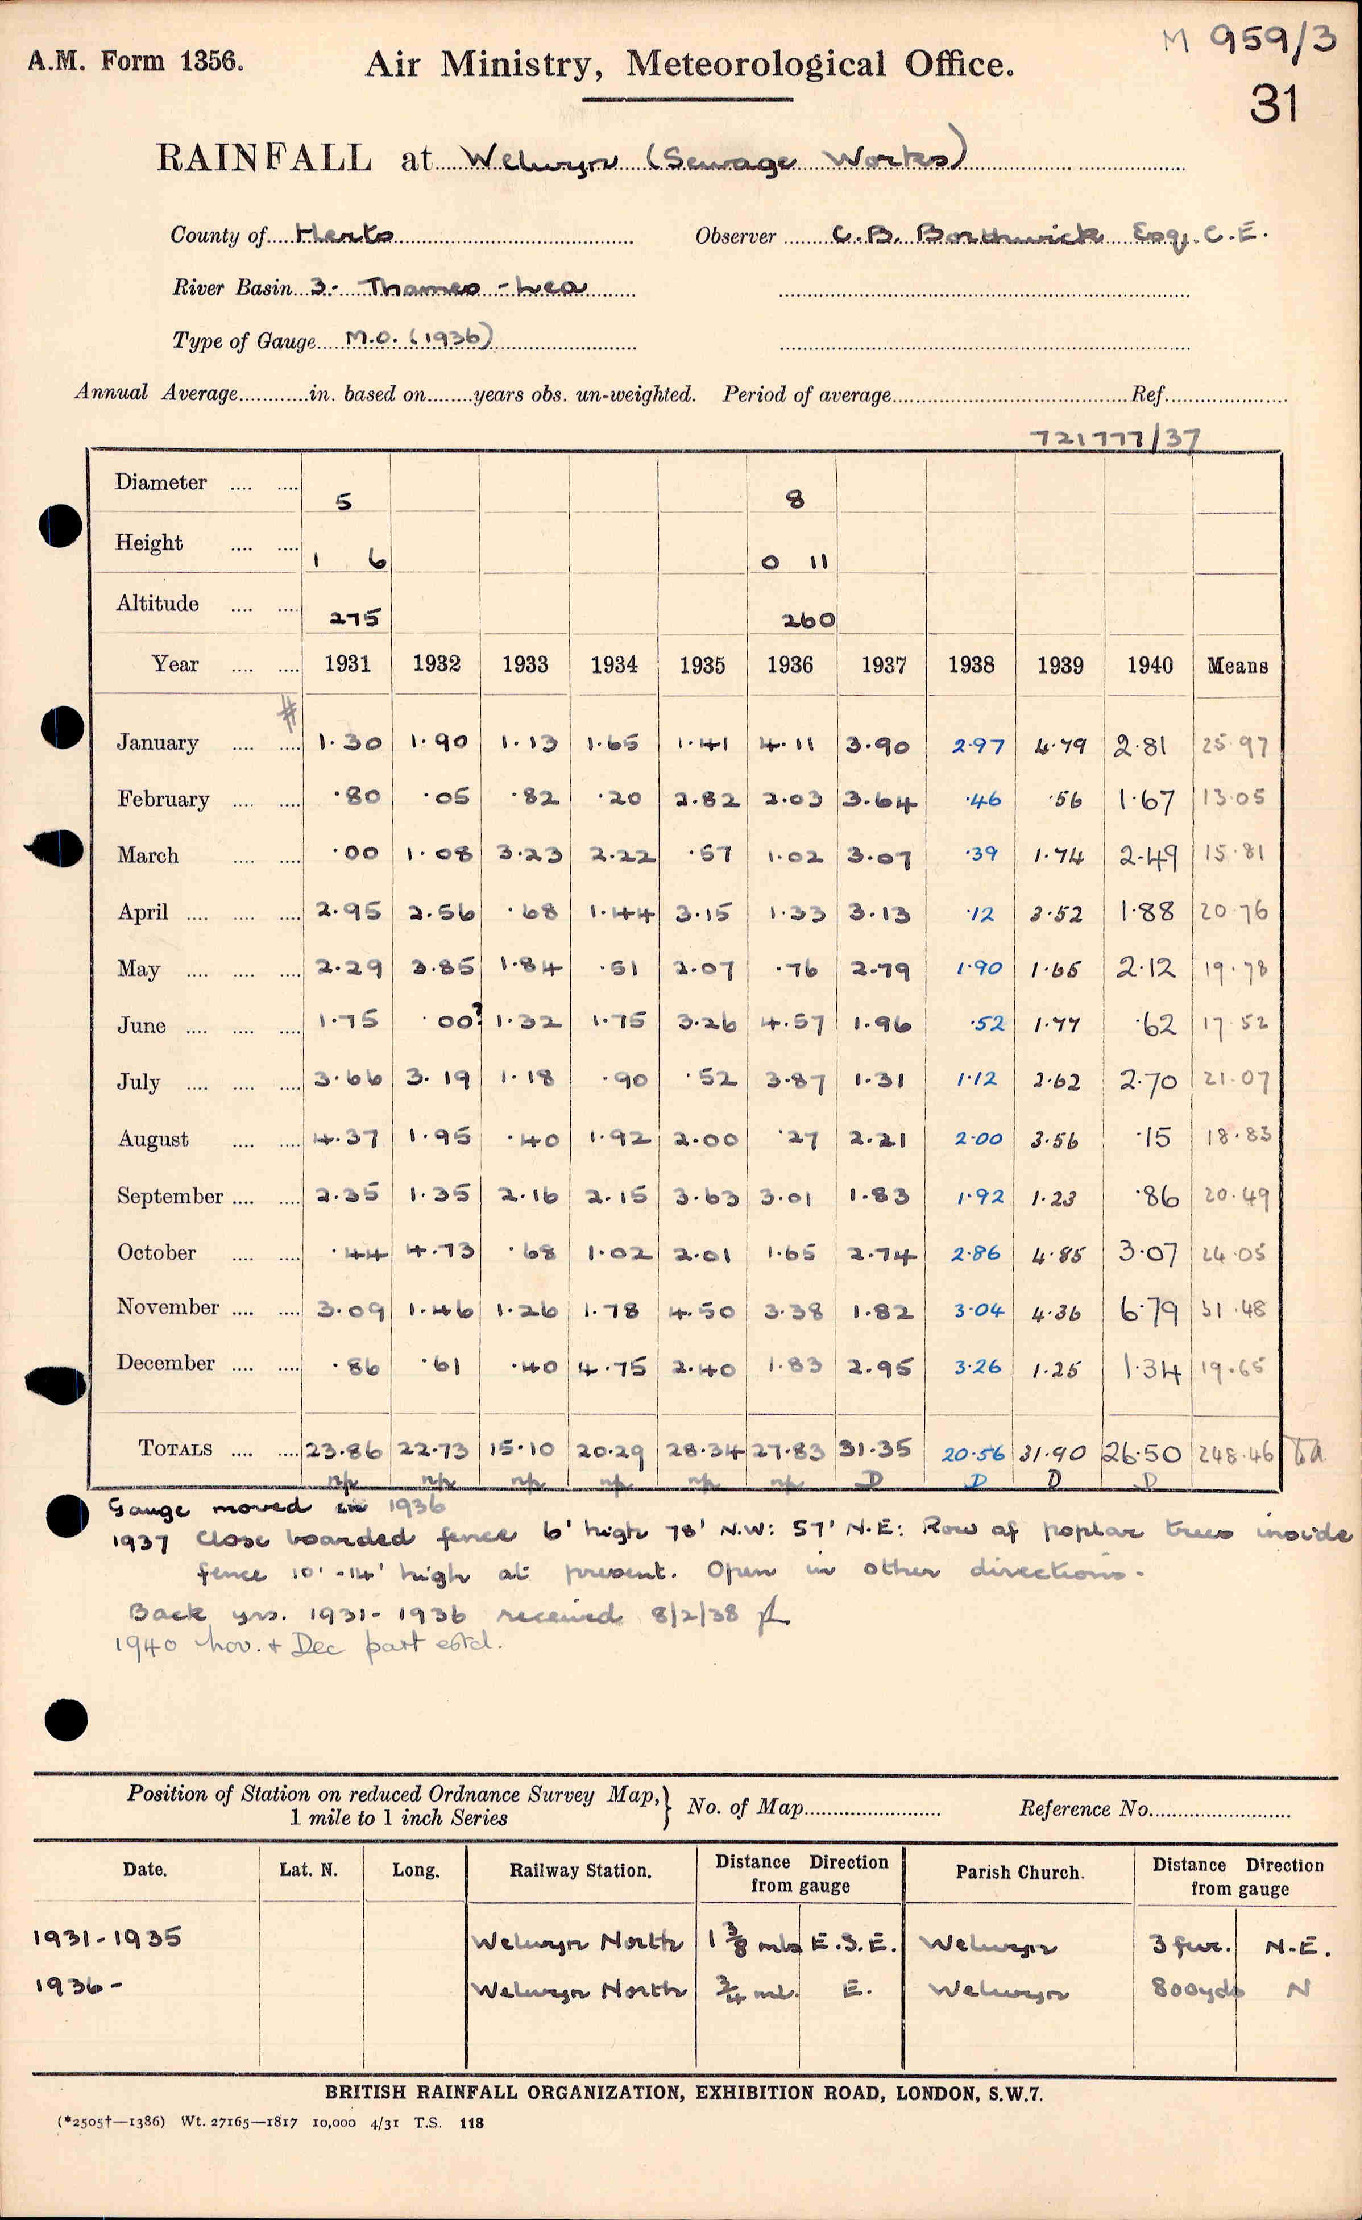 M 959/3
A.M. Form 1356. Air Ministry, Meteorological Office.
31
RAINFALL at Welwyn (Sewage Works)
County of Herts Observer C.B. Borthwick Esq. C.E.
River Basin 3- Thames - Lea
Type of Gauge M.O. (1936)
Annual Average............in. based on........years obs. un-weighted. Period of average.................... Ref....................
721777/37
Diameter .... .... 5 8
Height .... .... 1 6 0 11
Altitude .... .... 275 260
Year .... .... 1931 1932 1933 1934 1935 1936 1937 1938 1939 1940 Means
#
January .... .... 1.30 1.90 1.13 1.65 1.41 4.11 3.90 2.97 4.79 2.81 25.97
February .... .... .80 .05 .82 .20 2.82 2.03 3.64 .46 .56 1.67 13.05
March .... .... .00 1.08 3.23 2.22 .57 1.02 3.07 .39 1.74 2.49 15.81
April .... .... .... 2.95 2.56 .68 1.44 3.15 1.33 3.13 .12 3.52 1.88 20.76
May .... .... .... 2.29 3.85 1.84 .51 2.07 .76 2.79 1.90 1.65 2.12 19.78
June .... .... .... 1.75 .00? 1.32 1.75 3.26 4.57 1.96 .52 1.77 .62 17.52
July .... .... .... 3.66 3.19 1.18 .90 .52 3.87 1.31 1.12 2.62 2.70 21.07
August .... .... 4.37 1.95 .40 1.92 2.00 .27 2.21 2.00 3.56 .15 18.83
September .... .... 2.35 1.35 2.16 2.15 3.63 3.01 1.83 1.92 1.23 .86 20.49
October .... .... .44 4.73 .68 1.02 2.01 1.65 2.74 2.86 4.85 3.07 24.05
November .... .... 3.09 1.46 1.26 1.78 4.50 3.38 1.82 3.04 4.36 6.79 31.48
December .... .... .86 .61 .40 4.75 2.40 1.83 2.95 3.26 1.25 1.34 19.65
TOTALS .... .... 23.86 22.73 15.10 20.29 28.34 27.83 31.35 20.56 31.90 26.50 248.46
np np np np np np D D D D
Gauge moved in 1936
1937 Close boarded fence 6' high 78' N.W: 57' N.E: Row of poplar trees inside
fence 10'-14' high at present. Open in other directions.
Back yrs. 1931-1936 received 8/2/38
1940 Nov. + Dec part estd.
Position of Station on reduced Ordnance Survey Map,
1 mile to 1 inch Series } No. of Map........................ Reference No.........................
Date. Lat. N. Long. Railway Station. Distance Direction from gauge Parish Church. Distance Direction from gauge
1931-1935 Welwyn North 1 3/8 mls E.S.E. Welwyn 3 fur. N.E.
1936- Welwyn North 3/4 ml. E. Welwyn 800yds N
BRITISH RAINFALL ORGANIZATION, EXHIBITION ROAD, LONDON, S.W.7.
(*2505†—1386) Wt. 27165—1817 10,000 4/31 T.S. 118